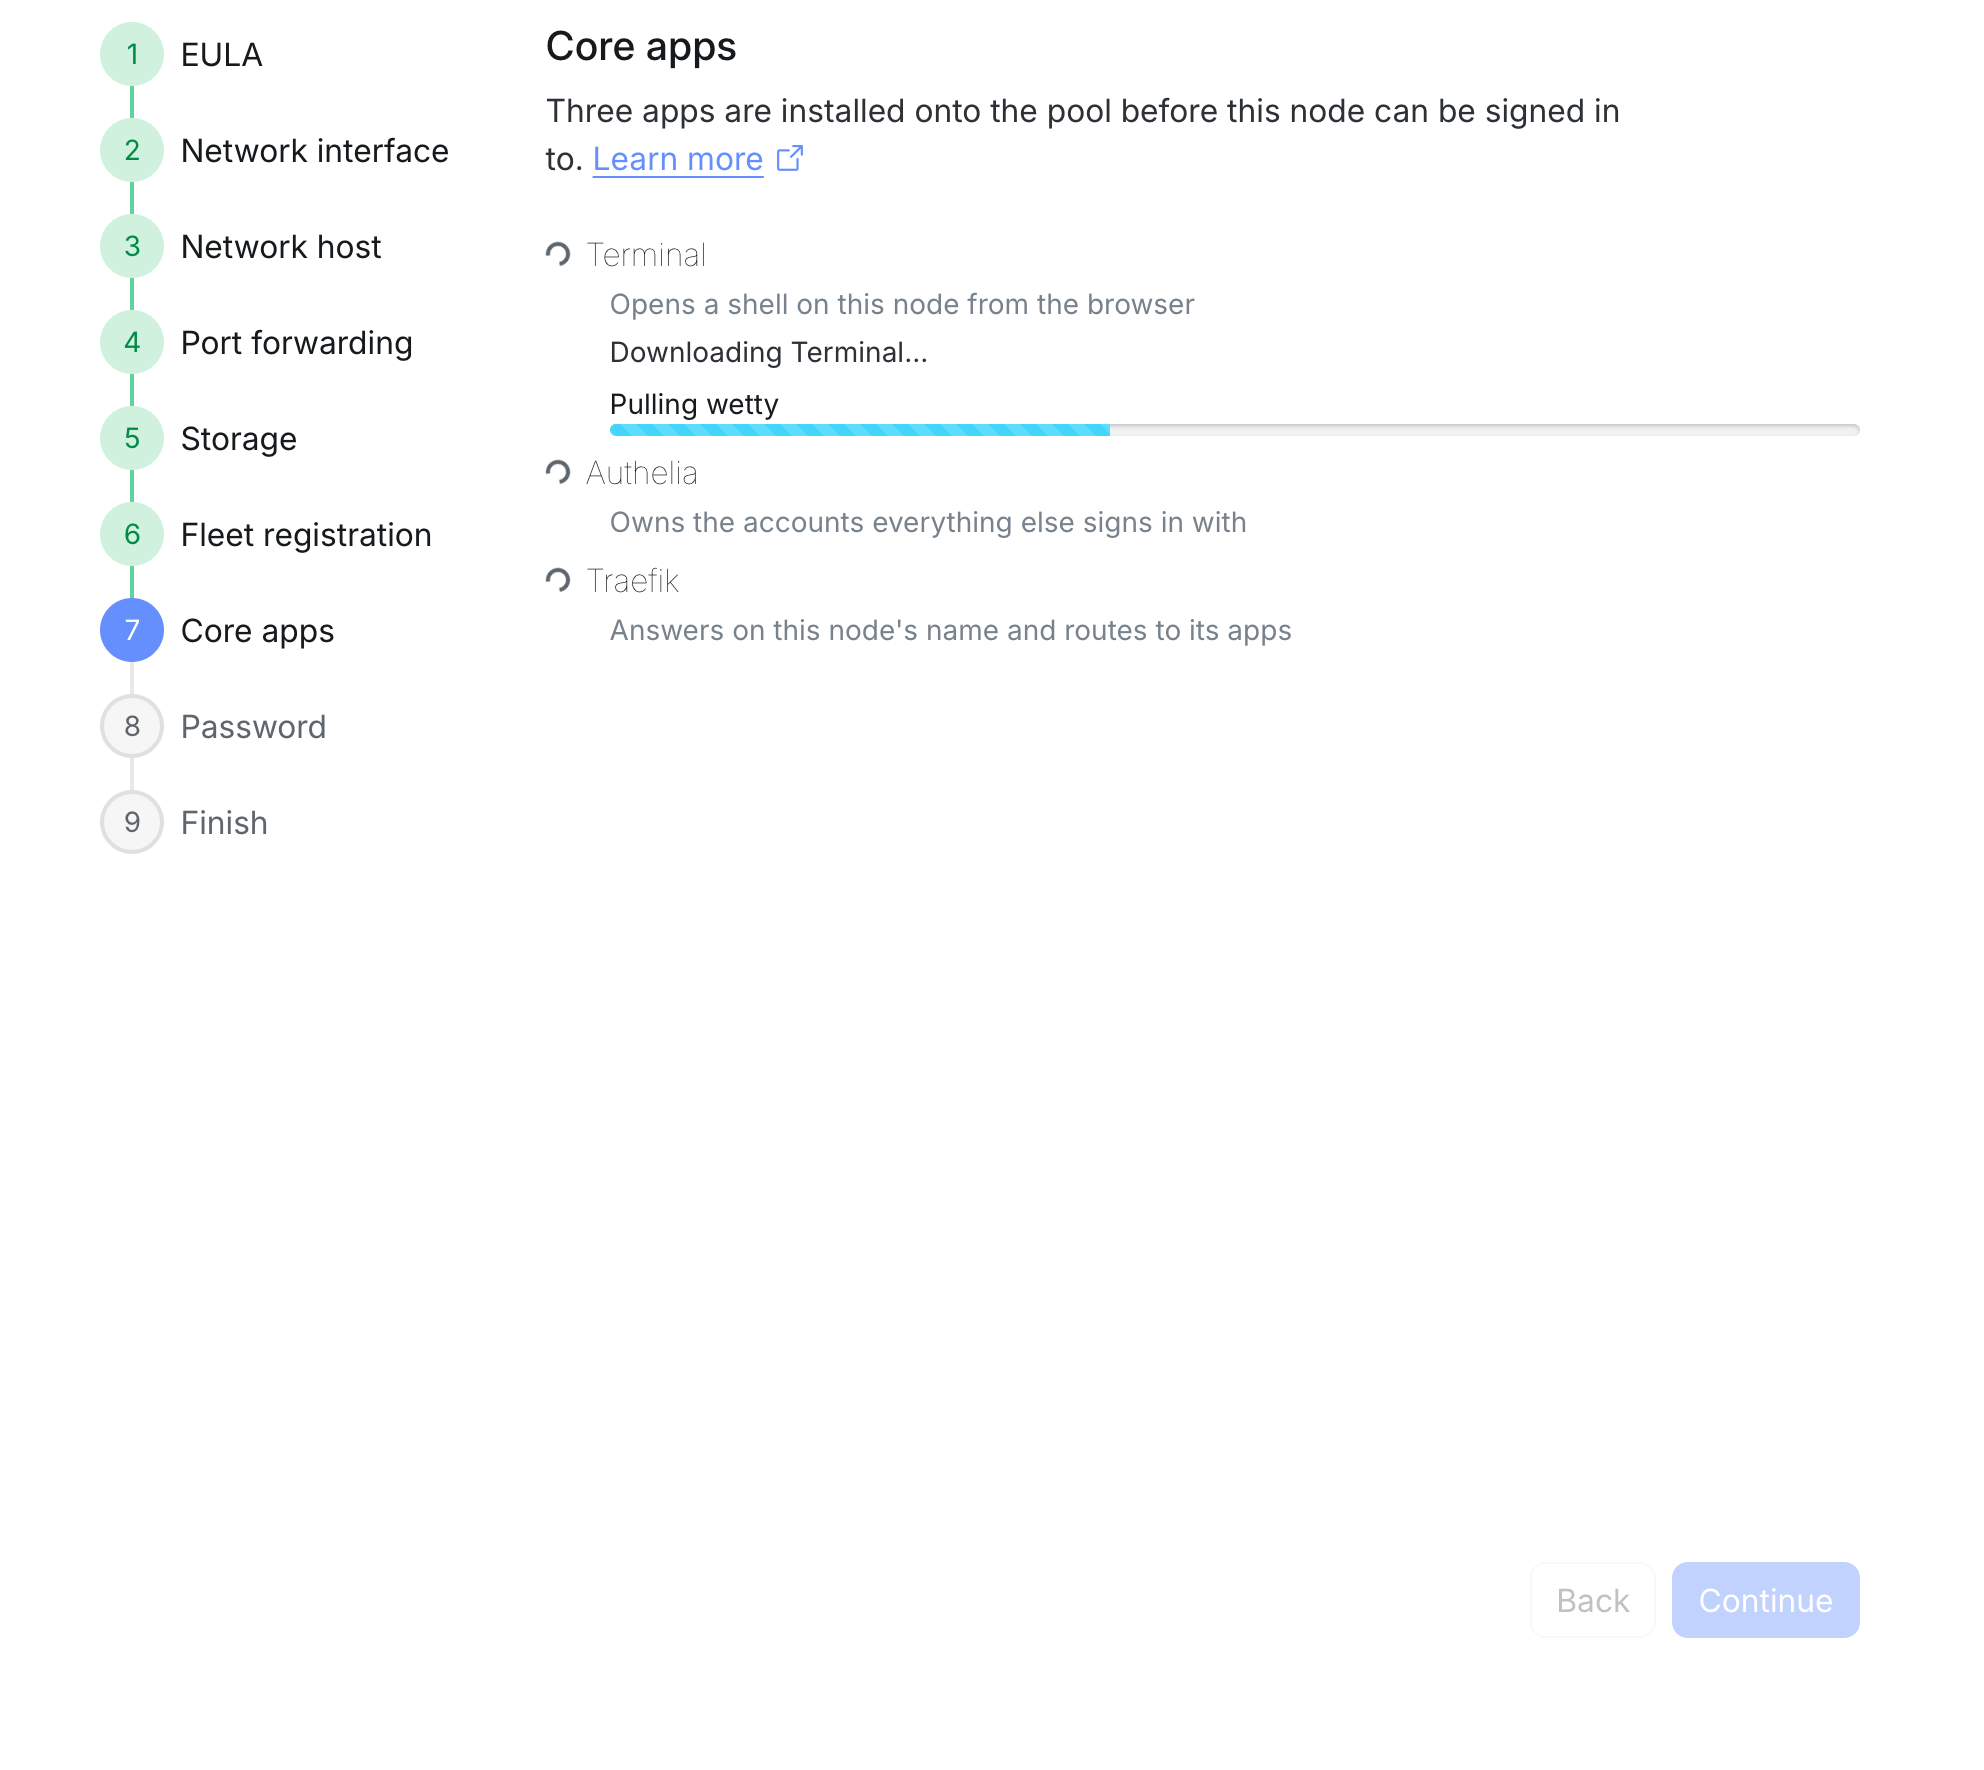 1 EULA
2 Network interface
3 Network host
4 Port forwarding
5 Storage
6 Fleet registration
7 Core apps
8 Password
9 Finish
Core apps
Three apps are installed onto the pool before this node can be signed in
to. Learn more
Terminal
Opens a shell on this node from the browser
Downloading Terminal...
Pulling wetty
Authelia
Owns the accounts everything else signs in with
Traefik
Answers on this node's name and routes to its apps
Back
Continue